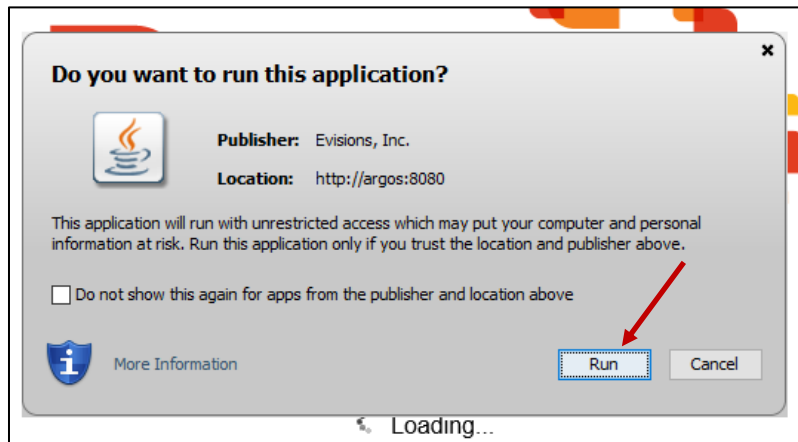 Do you want to run this application?
Publisher: Evisions, Inc.
Location: http://argos:8080
This application will run with unrestricted access which may put your computer and personal
information at risk. Run this application only if you trust the location and publisher above.
Do not show this again for apps from the publisher and location above
More Information
Run Cancel
Loading...